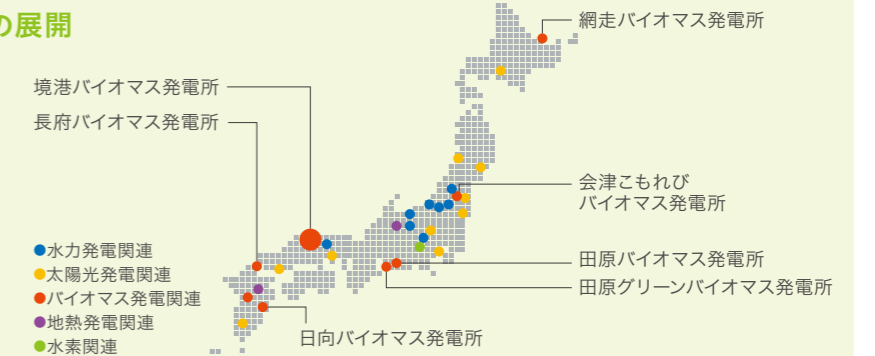 の展開
網走バイオマス発電所
境港バイオマス発電所
長府バイオマス発電所
会津こもれび
バイオマス発電所
田原バイオマス発電所
田原グリーンバイオマス発電所
日向バイオマス発電所
●水力発電関連
●太陽光発電関連
●バイオマス発電関連
●地熱発電関連
●水素関連